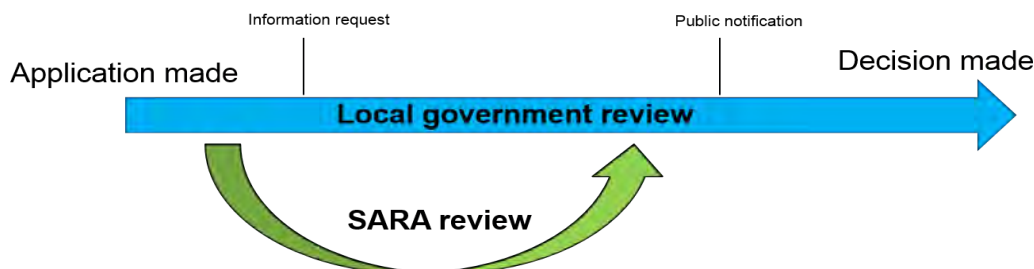 Information request
Public notification
Application made
Decision made
Local government review
SARA review